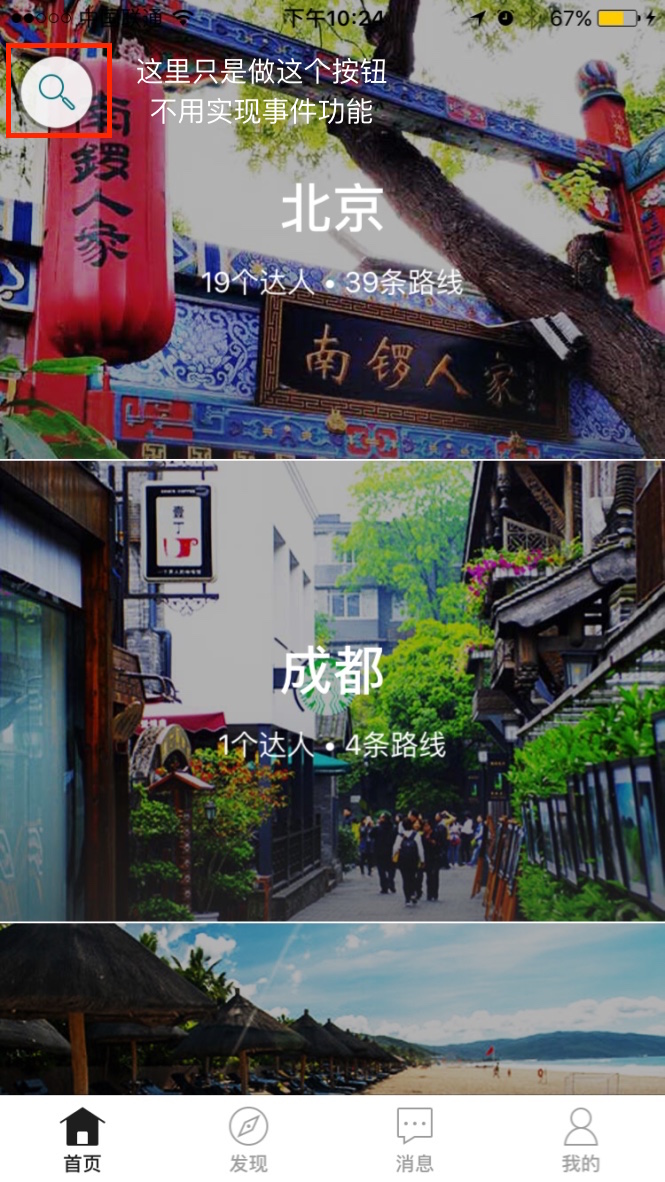 中国联通
下午10:24
67%
这里只是做这个按钮
不用实现事件功能
南锣人家
北京
19个达人 • 39条路线
南锣人家
壹丁
成都
1个达人 • 4条路线
首页
发现
消息
我的